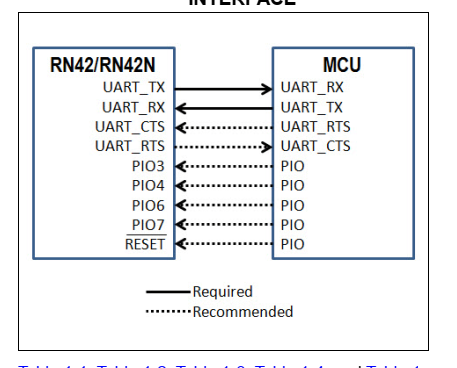 INTERFACE
RN42/RN42N MCU
UART_TX UART_RX
UART_RX UART_TX
UART_CTS UART_RTS
UART_RTS UART_CTS
PIO3 PIO
PIO4 PIO
PIO6 PIO
PIO7 PIO
RESET PIO
Required
Recommended